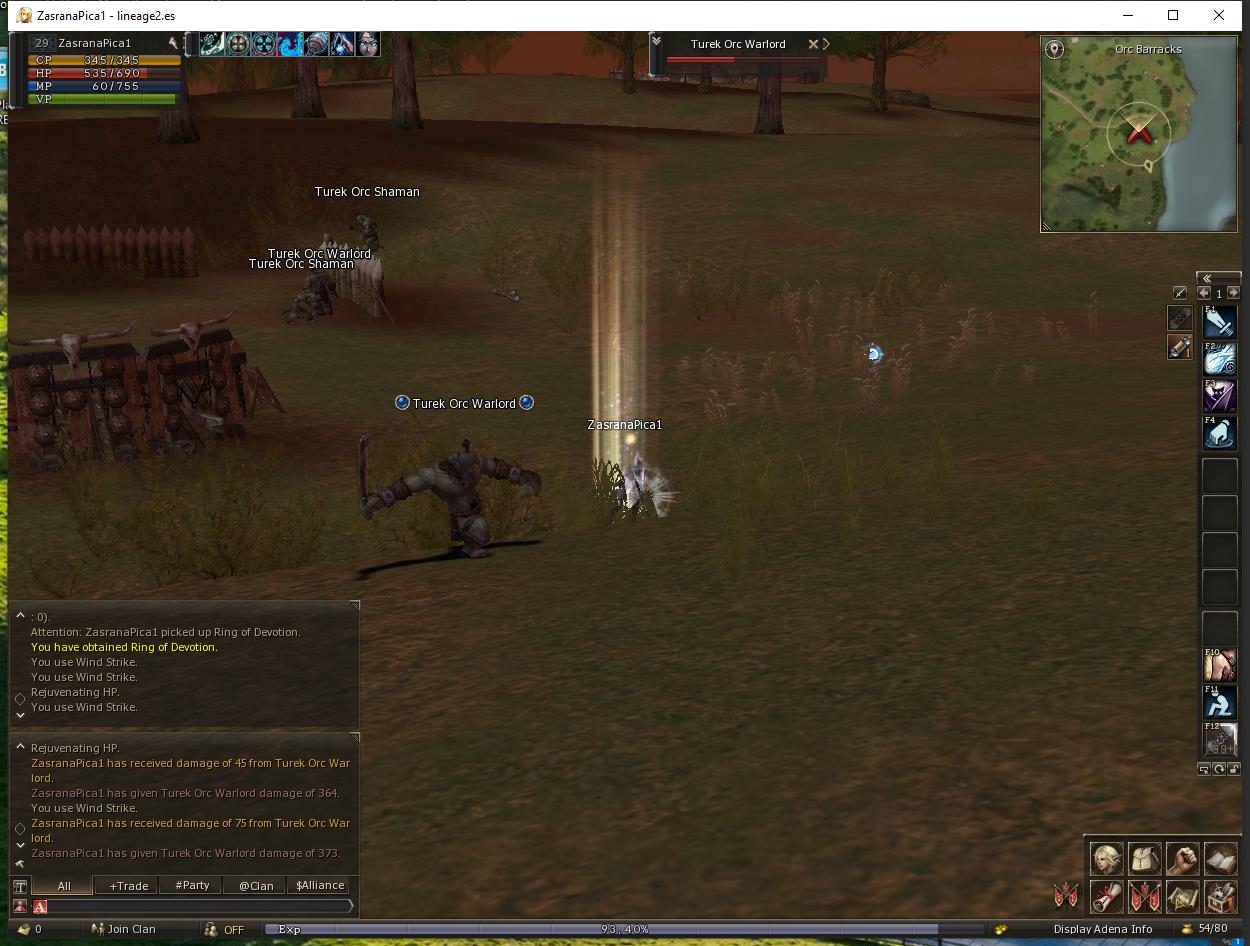 ZasranaPica1 - lineage2.es
29 ZasranaPica1
CP 345/345
HP 535/690
MP 60/755
VP
Turek Orc Warlord
Orc Barracks
Turek Orc Shaman
Turek Orc Warlord
Turek Orc Shaman
Turek Orc Warlord
ZasranaPica1
1
1
F1
F2
F3
F4
F10
F11
F12
99+
: 0).
Attention: ZasranaPica1 picked up Ring of Devotion.
You have obtained Ring of Devotion.
You use Wind Strike.
You use Wind Strike.
Rejuvenating HP.
You use Wind Strike.
Rejuvenating HP.
ZasranaPica1 has received damage of 45 from Turek Orc War
lord.
ZasranaPica1 has given Turek Orc Warlord damage of 364.
You use Wind Strike.
ZasranaPica1 has received damage of 75 from Turek Orc War
lord.
ZasranaPica1 has given Turek Orc Warlord damage of 373.
T All +Trade #Party @Clan $Alliance
A
0 Join Clan OFF Exp 93.40% Display Adena Info 54/80